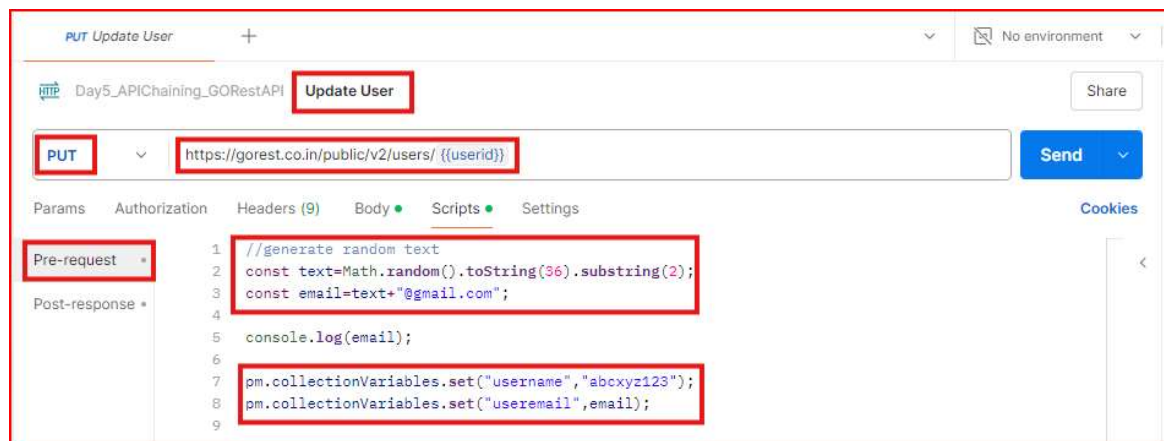 PUT Update User
No environment
HTTP Day5_APIChaining_GORestAPI Update User Share
PUT https://gorest.co.in/public/v2/users/ {{userid}} Send
Params Authorization Headers (9) Body Scripts Settings Cookies
Pre-request
Post-response
1 //generate random text
2 const text=Math.random().toString(36).substring(2);
3 const email=text+"@gmail.com";
4
5 console.log(email);
6
7 pm.collectionVariables.set("username","abcxyz123");
8 pm.collectionVariables.set("useremail",email);
9